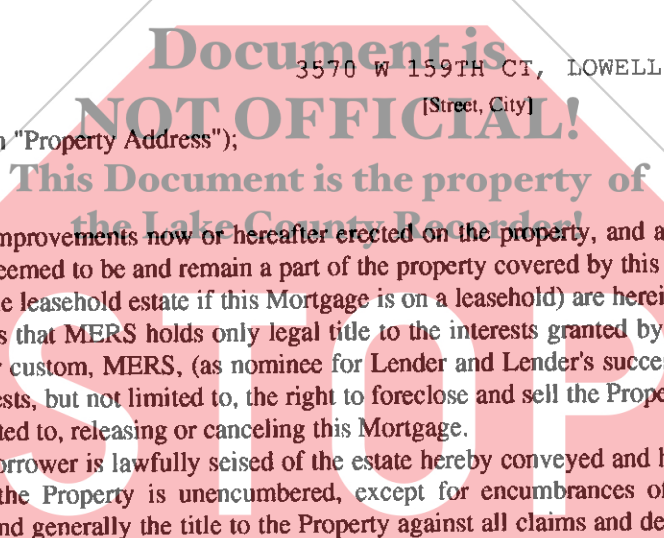 Document is
3570 W 159TH CT, LOWELL
NOT OFFICIAL!
[Street, City]
"Property Address");
This Document is the property of
the Lake County Recorder!
mprovements now or hereafter erected on the property, and a
eemed to be and remain a part of the property covered by this
e leasehold estate if this Mortgage is on a leasehold) are herei
s that MERS holds only legal title to the interests granted by
r custom, MERS, (as nominee for Lender and Lender's succe
ests, but not limited to, the right to foreclose and sell the Prope
ted to, releasing or canceling this Mortgage.
STOP
orrower is lawfully seised of the estate hereby conveyed and h
the Property is unencumbered, except for encumbrances of
nd generally the title to the Property against all claims and de